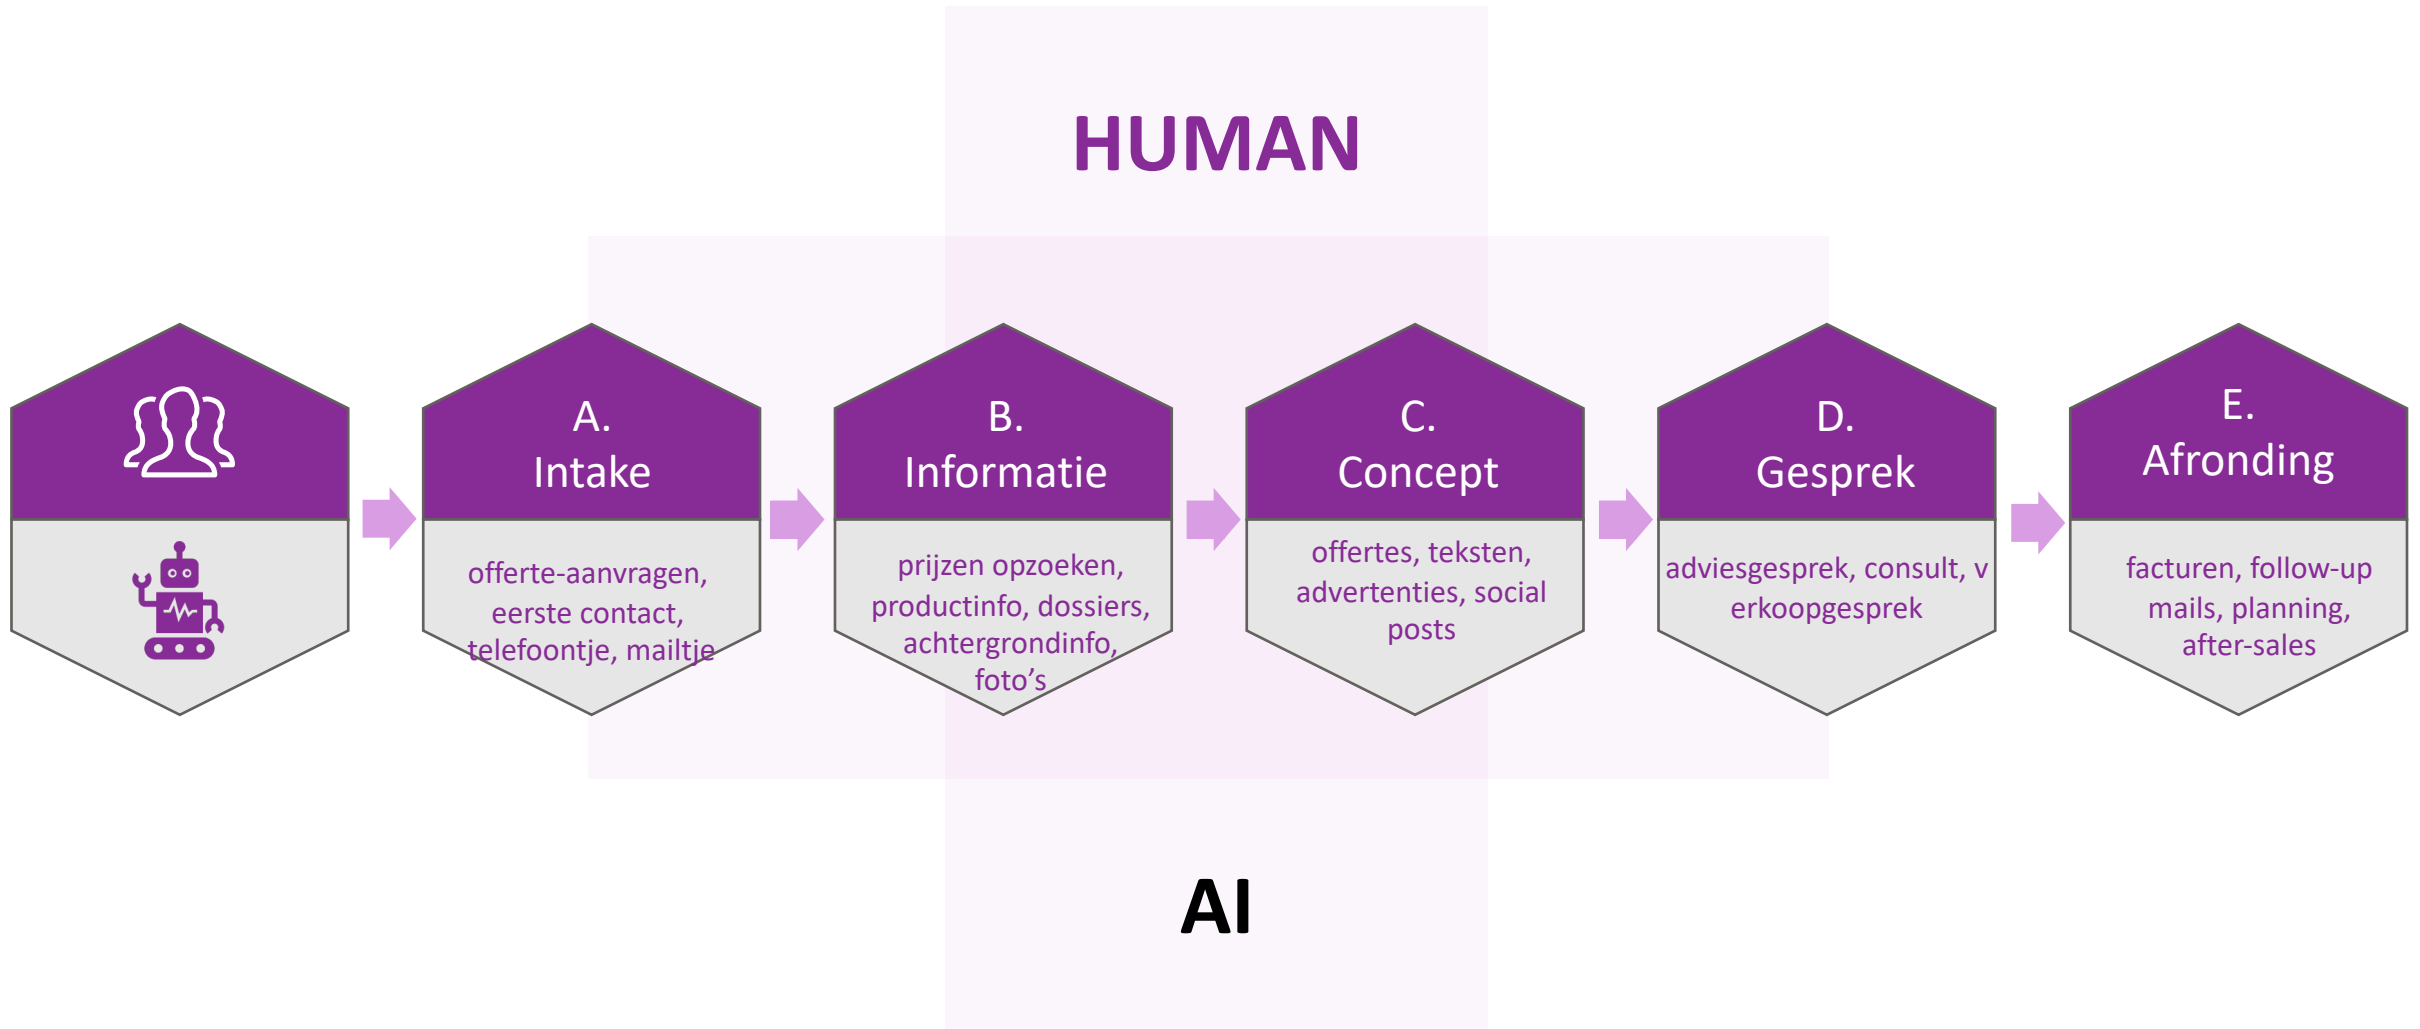 HUMAN
A.
Intake
offerte-aanvragen,
eerste contact,
telefoontje, mailtje
B.
Informatie
prijzen opzoeken,
productinfo, dossiers,
achtergrondinfo,
foto’s
C.
Concept
offertes, teksten,
advertenties, social
posts
D.
Gesprek
adviesgesprek, consult, v
erkoopgesprek
E.
Afronding
facturen, follow-up
mails, planning,
after-sales
AI